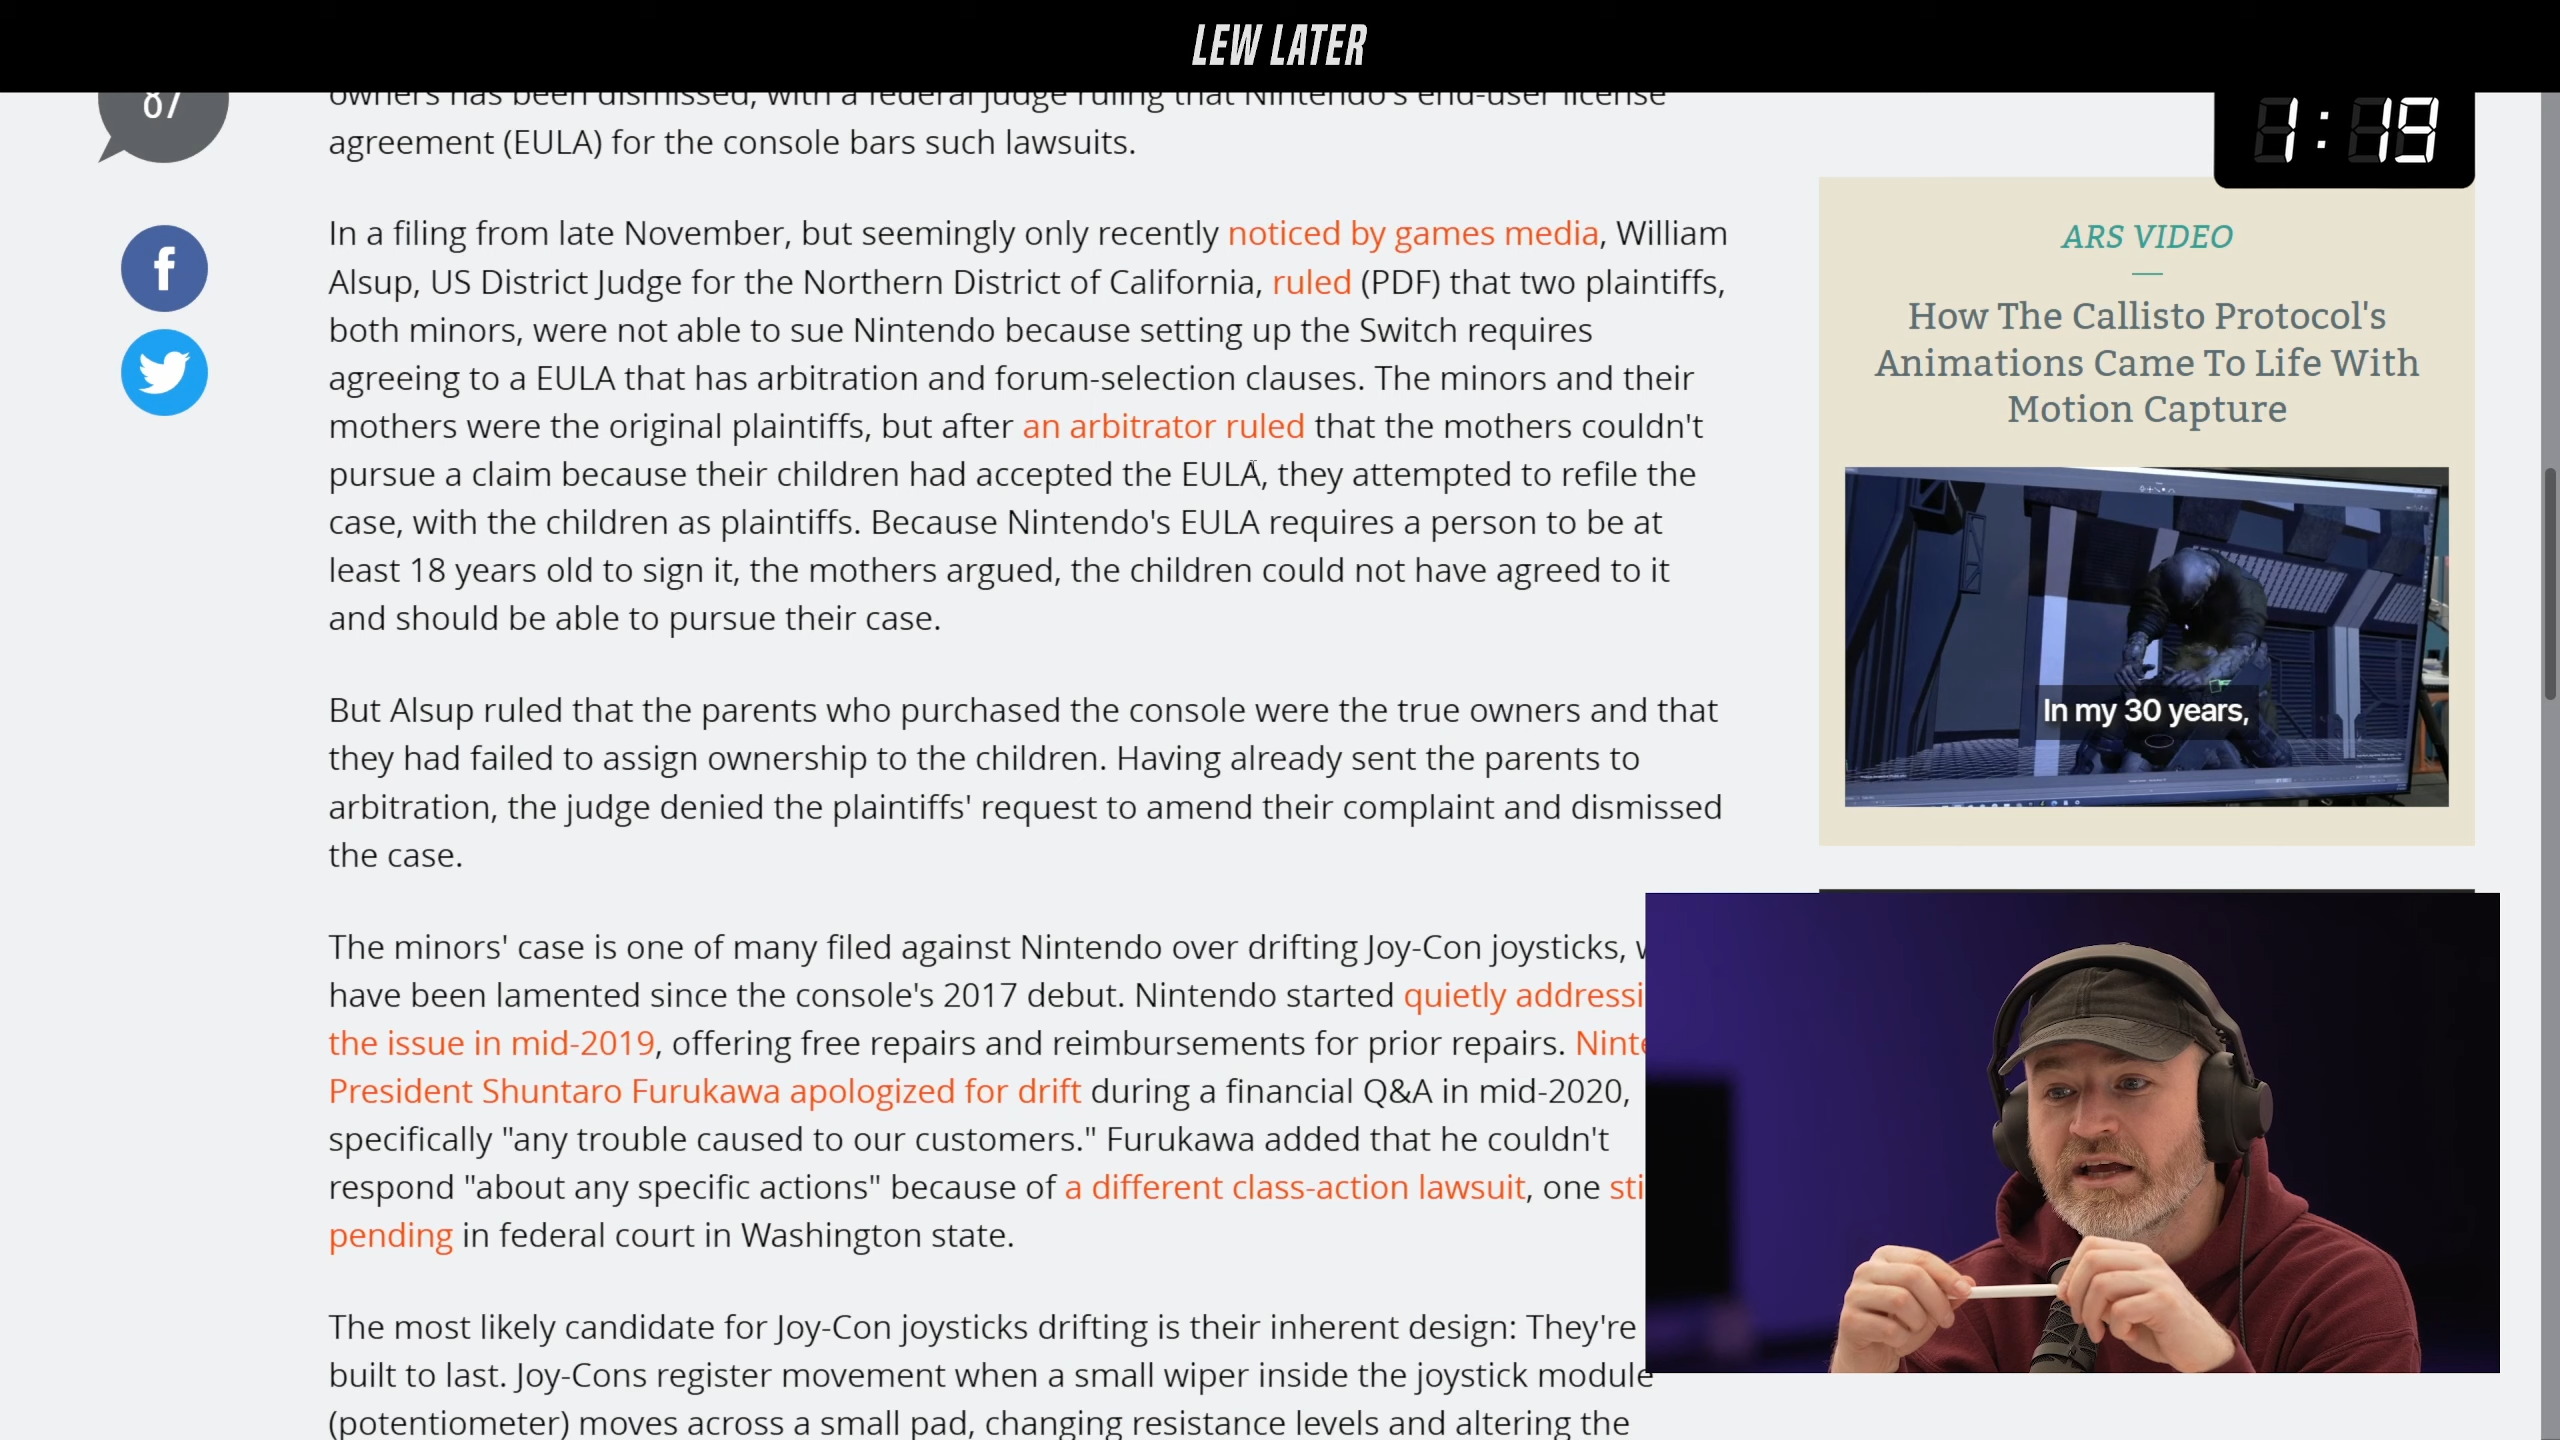 LEW LATER
87
owners has been dismissed, with a federal judge ruling that Nintendo's end-user license
agreement (EULA) for the console bars such lawsuits.
In a filing from late November, but seemingly only recently noticed by games media, William
Alsup, US District Judge for the Northern District of California, ruled (PDF) that two plaintiffs,
both minors, were not able to sue Nintendo because setting up the Switch requires
agreeing to a EULA that has arbitration and forum-selection clauses. The minors and their
mothers were the original plaintiffs, but after an arbitrator ruled that the mothers couldn't
pursue a claim because their children had accepted the EULA, they attempted to refile the
case, with the children as plaintiffs. Because Nintendo's EULA requires a person to be at
least 18 years old to sign it, the mothers argued, the children could not have agreed to it
and should be able to pursue their case.
But Alsup ruled that the parents who purchased the console were the true owners and that
they had failed to assign ownership to the children. Having already sent the parents to
arbitration, the judge denied the plaintiffs' request to amend their complaint and dismissed
the case.
The minors' case is one of many filed against Nintendo over drifting Joy-Con joysticks,
have been lamented since the console's 2017 debut. Nintendo started quietly addressi
the issue in mid-2019, offering free repairs and reimbursements for prior repairs. Ninte
President Shuntaro Furukawa apologized for drift during a financial Q&A in mid-2020,
specifically "any trouble caused to our customers." Furukawa added that he couldn't
respond "about any specific actions" because of a different class-action lawsuit, one sti
pending in federal court in Washington state.
The most likely candidate for Joy-Con joysticks drifting is their inherent design: They're
built to last. Joy-Cons register movement when a small wiper inside the joystick module
(potentiometer) moves across a small pad, changing resistance levels and altering the
1:19
ARS VIDEO
How The Callisto Protocol's
Animations Came To Life With
Motion Capture
In my 30 years,